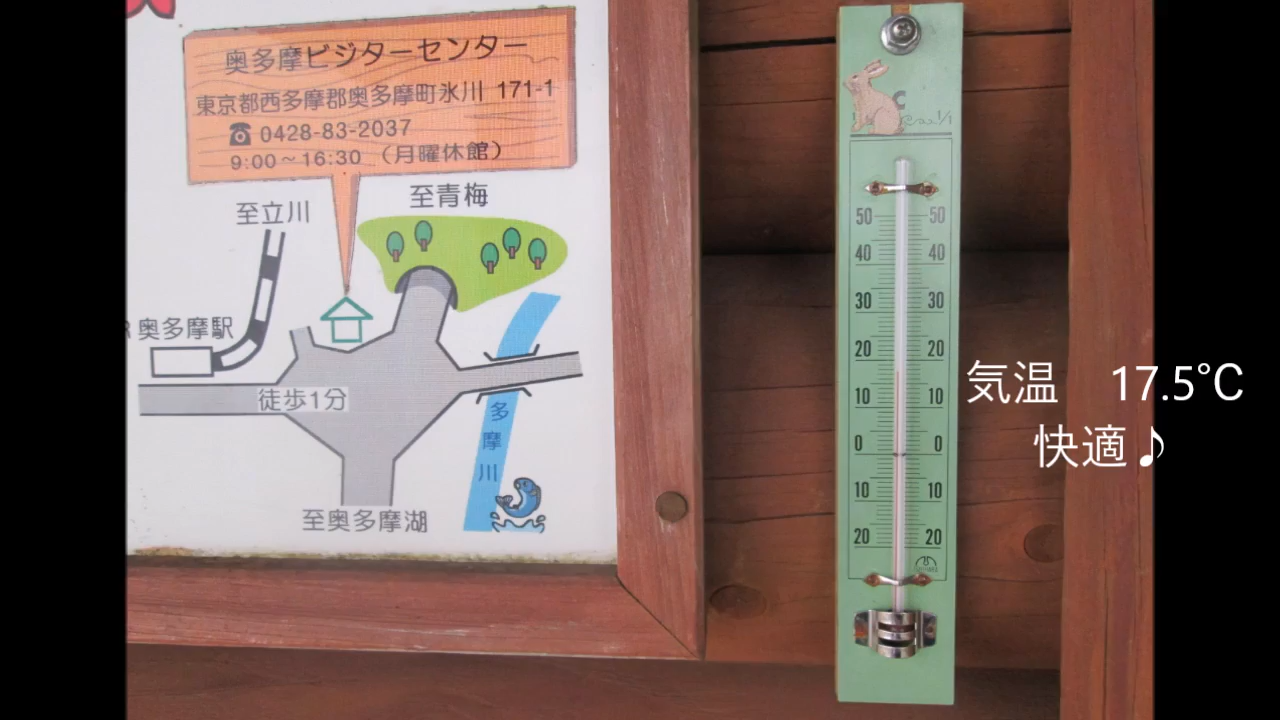 奥多摩ビジターセンター
東京都西多摩郡奥多摩町氷川 171-1
☎ 0428-83-2037
9:00～16:30 （月曜休館）
至青梅
至立川
奥多摩駅
徒歩1分
多摩川
至奥多摩湖
50 50
40 40
30 30
20 20
10 10
0 0
10 10
20 20
気温 17.5℃
快適♪